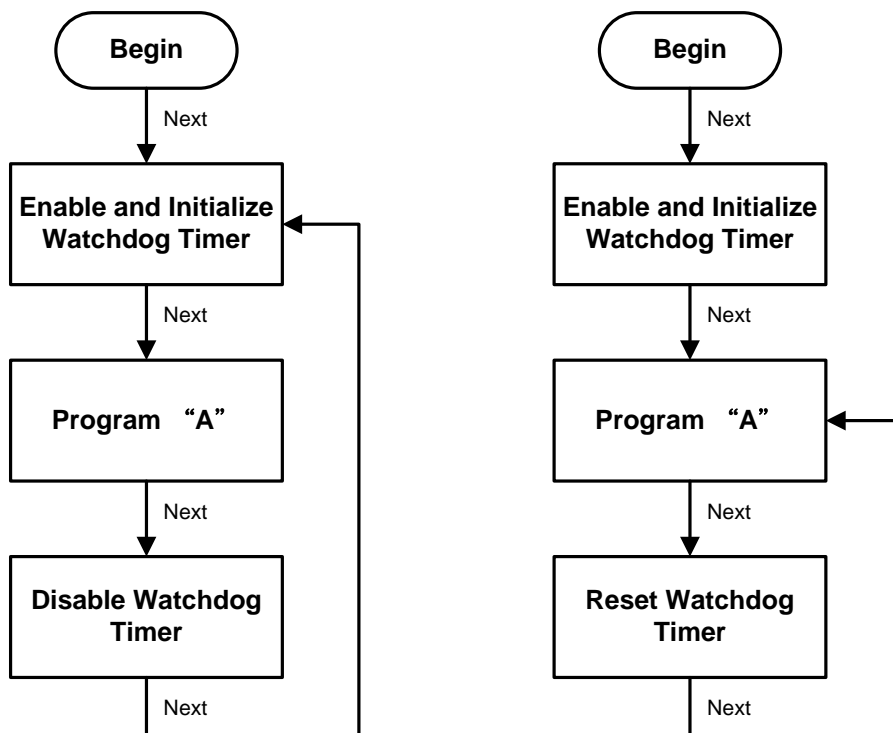 Begin
Next
Enable and Initialize
Watchdog Timer
Next
Program “A”
Next
Disable Watchdog
Timer
Next
Begin
Next
Enable and Initialize
Watchdog Timer
Next
Program “A”
Next
Reset Watchdog
Timer
Next